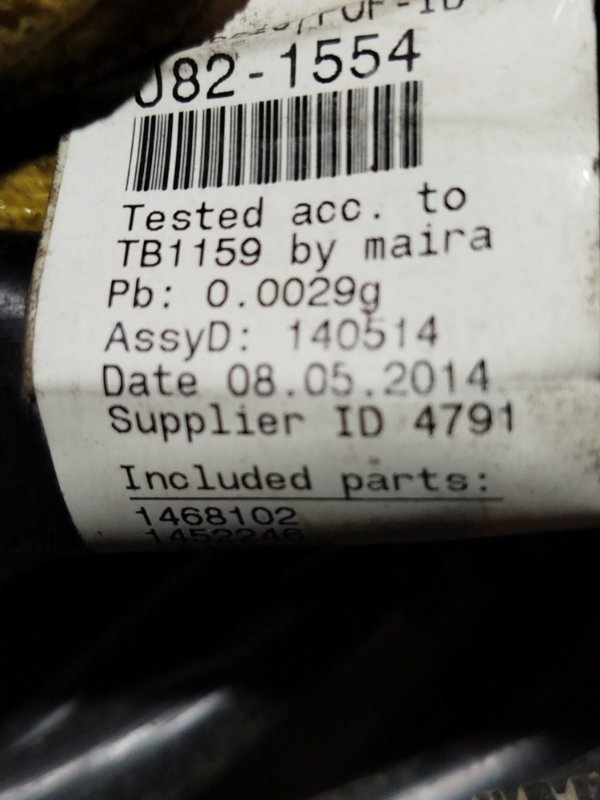 082-1554
Tested acc. to
TB1159 by maira
Pb: 0.0029g
AssyD: 140514
Date 08.05.2014
Supplier ID 4791
Included parts:
1468102
1452246